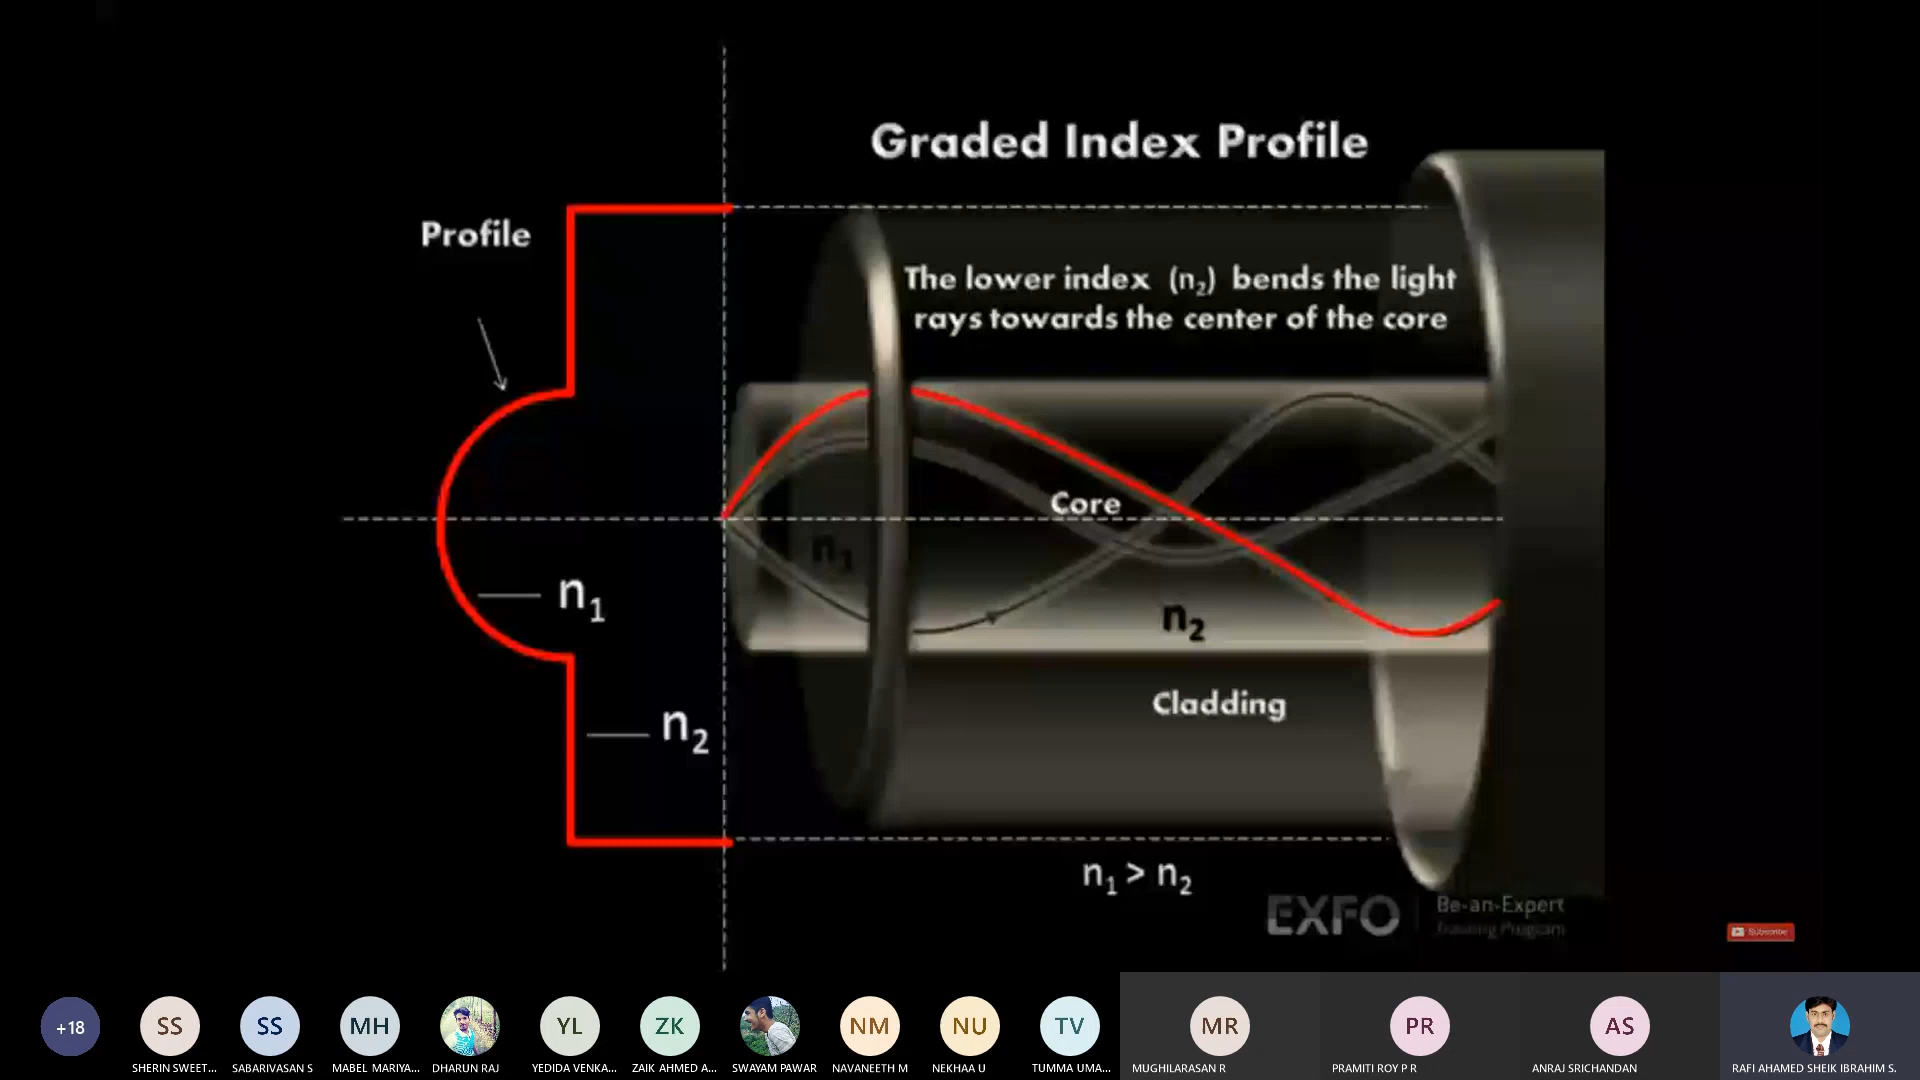 Graded Index Profile
Profile
The lower index (n₂) bends the light
rays towards the center of the core
Core
n₁
n₁
n₂
n₂
Cladding
n₁ > n₂
EXFO
Be-an-Expert
Training Program
Subscribe
+18
SS
SS
MH
YL
ZK
NM
NU
TV
MR
PR
AS
SHERIN SWEET...
SABARIVASAN S
MABEL MARIYA...
DHARUN RAJ
YEDIDA VENKA...
ZAIK AHMED A...
SWAYAM PAWAR
NAVANEETH M
NEKHAA U
TUMMA UMA...
MUGHILARASAN R
PRAMITI ROY P R
ANRAJ SRICHANDAN
RAFI AHAMED SHEIK IBRAHIM S.